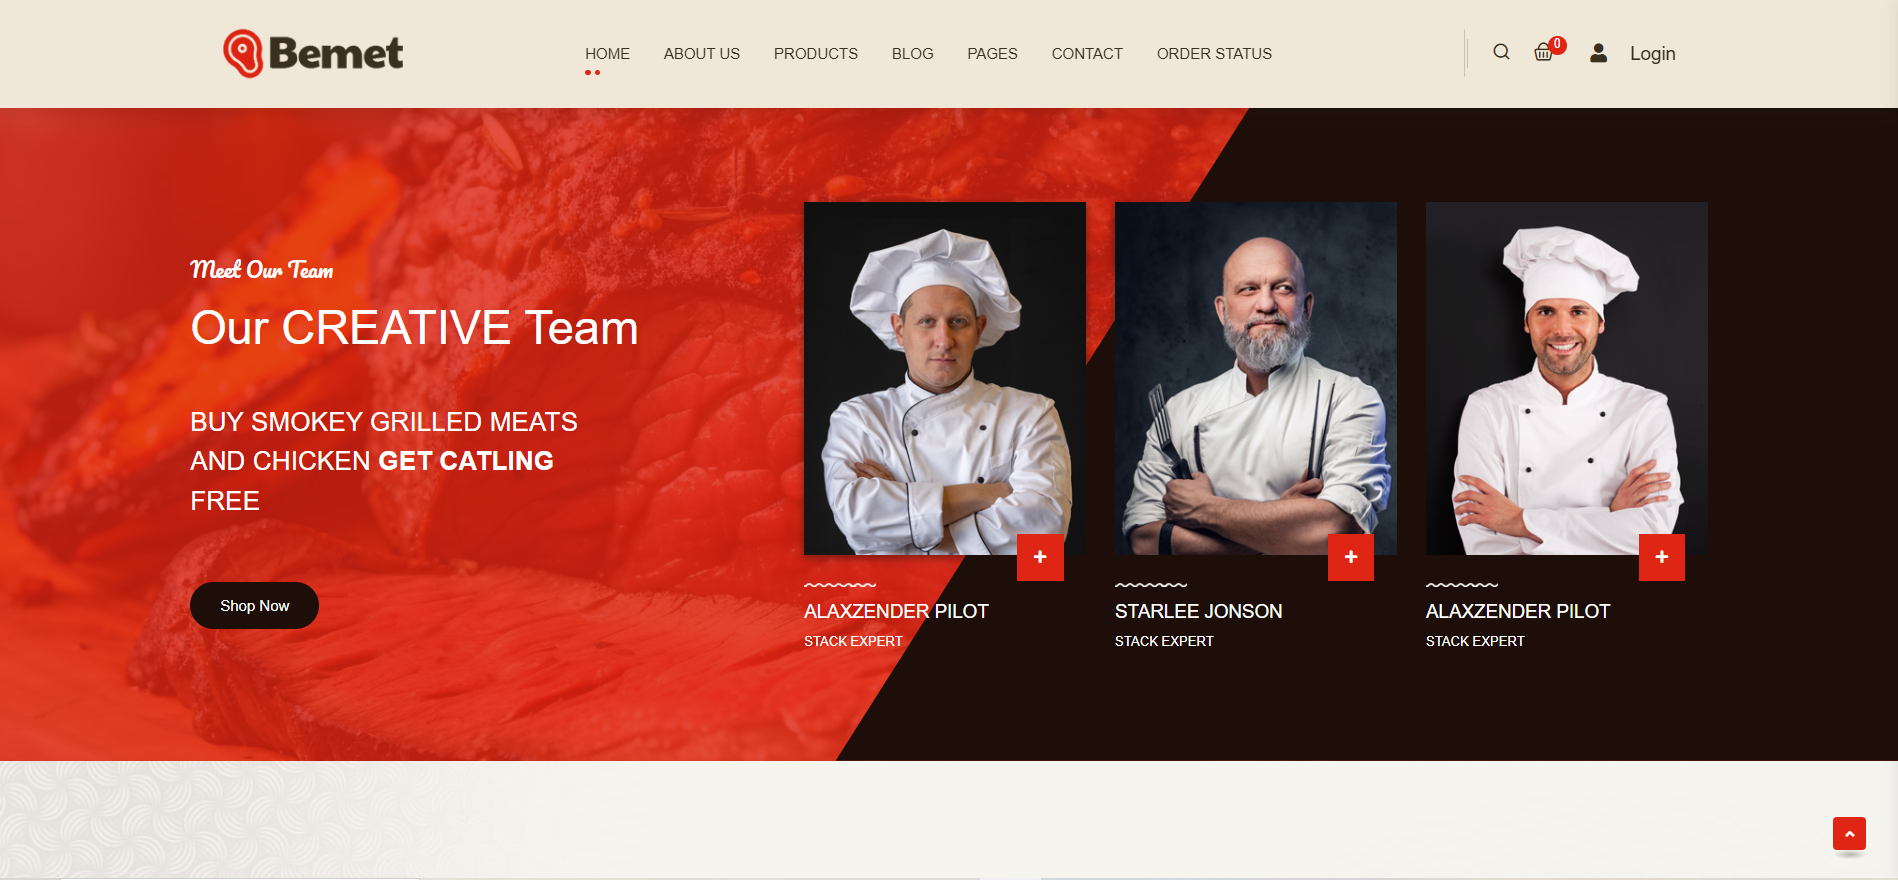 Bemet
HOME ABOUT US PRODUCTS BLOG PAGES CONTACT ORDER STATUS
0
Login
Meet Our Team
Our CREATIVE Team
BUY SMOKEY GRILLED MEATS
AND CHICKEN GET CATLING
FREE
Shop Now
+
ALAXZENDER PILOT
STACK EXPERT
+
STARLEE JONSON
STACK EXPERT
+
ALAXZENDER PILOT
STACK EXPERT